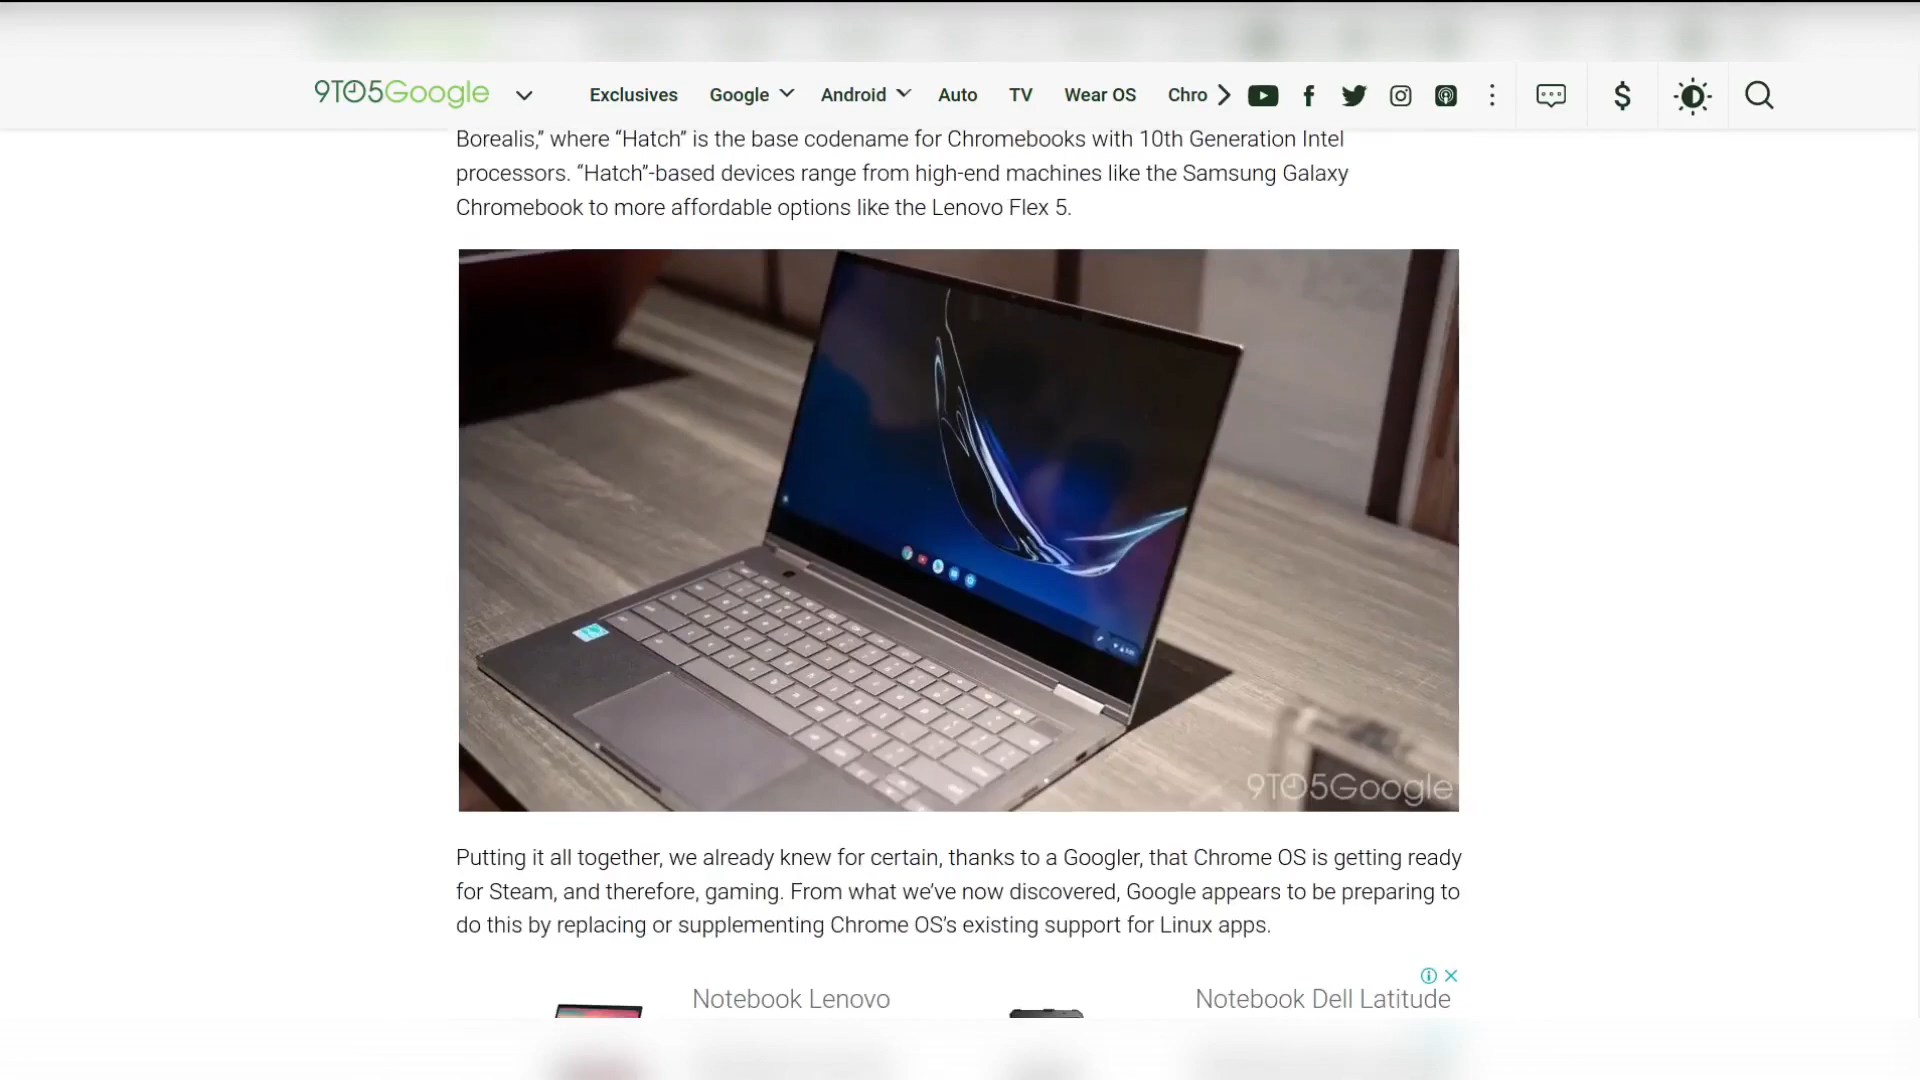 9TO5Google
Exclusives Google Android Auto TV Wear OS Chro
Borealis,” where “Hatch” is the base codename for Chromebooks with 10th Generation Intel
processors. “Hatch”-based devices range from high-end machines like the Samsung Galaxy
Chromebook to more affordable options like the Lenovo Flex 5.
9TO5Google
Putting it all together, we already knew for certain, thanks to a Googler, that Chrome OS is getting ready
for Steam, and therefore, gaming. From what we’ve now discovered, Google appears to be preparing to
do this by replacing or supplementing Chrome OS’s existing support for Linux apps.
Notebook Lenovo
Notebook Dell Latitude